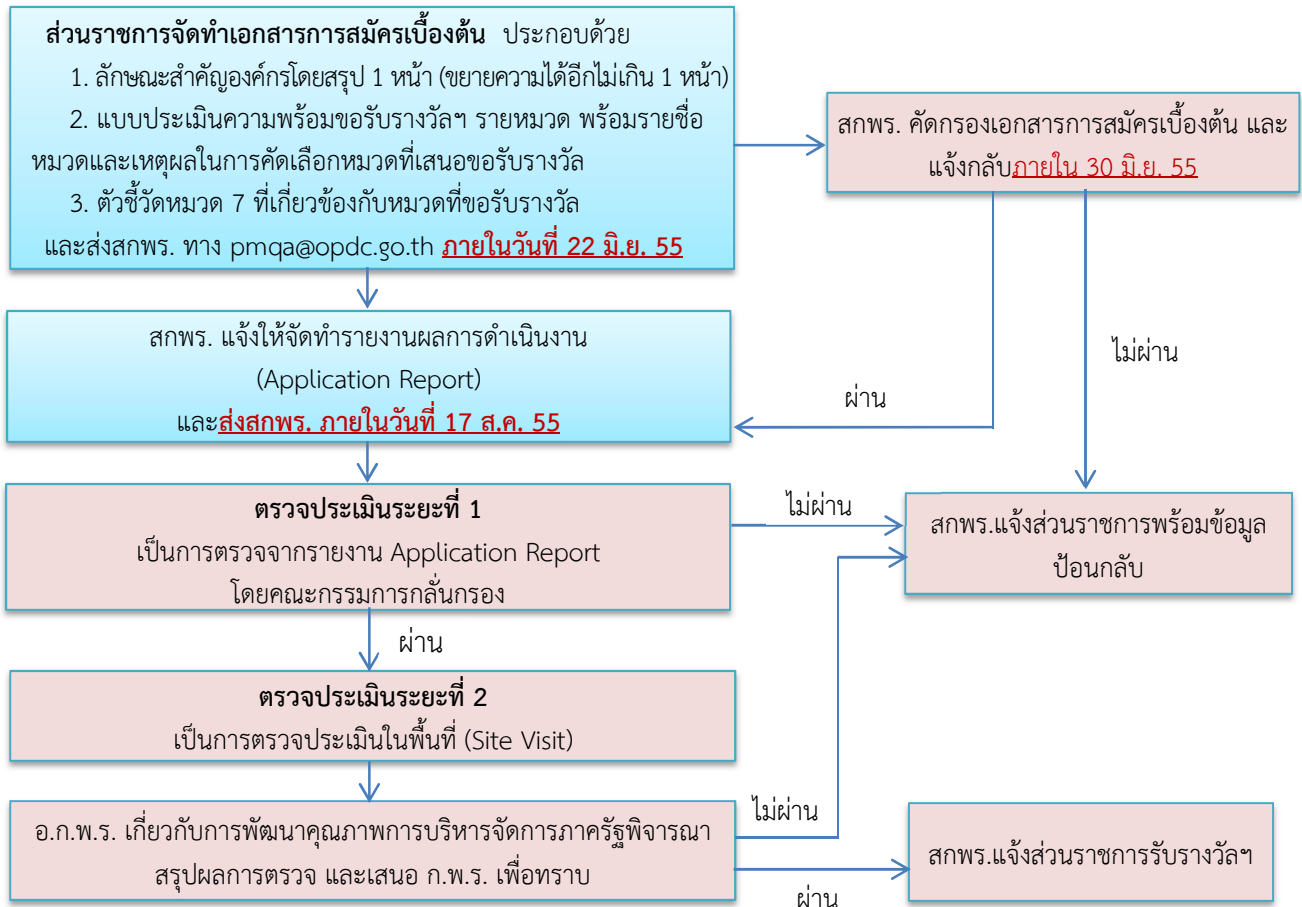 ส่วนราชการจัดทำเอกสารการสมัครเบื้องต้น ประกอบด้วย
1. ลักษณะสำคัญองค์กรโดยสรุป 1 หน้า (ขยายความได้อีกไม่เกิน 1 หน้า)
2. แบบประเมินความพร้อมขอรับรางวัลฯ รายหมวด พร้อมรายชื่อ
หมวดและเหตุผลในการคัดเลือกหมวดที่เสนอขอรับรางวัล
3. ตัวชี้วัดหมวด 7 ที่เกี่ยวข้องกับหมวดที่ขอรับรางวัล
และส่งสกพร. ทาง pmqa@opdc.go.th ภายในวันที่ 22 มิ.ย. 55
สกพร. คัดกรองเอกสารการสมัครเบื้องต้น และ
แจ้งกลับภายใน 30 มิ.ย. 55
สกพร. แจ้งให้จัดทำรายงานผลการดำเนินงาน
(Application Report)
และส่งสกพร. ภายในวันที่ 17 ส.ค. 55
ผ่าน
ไม่ผ่าน
ตรวจประเมินระยะที่ 1
เป็นการตรวจจากรายงาน Application Report
โดยคณะกรรมการกลั่นกรอง
ไม่ผ่าน
สกพร.แจ้งส่วนราชการพร้อมข้อมูล
ป้อนกลับ
ผ่าน
ตรวจประเมินระยะที่ 2
เป็นการตรวจประเมินในพื้นที่ (Site Visit)
อ.ก.พ.ร. เกี่ยวกับการพัฒนาคุณภาพการบริหารจัดการภาครัฐพิจารณา
สรุปผลการตรวจ และเสนอ ก.พ.ร. เพื่อทราบ
ไม่ผ่าน
ผ่าน
สกพร.แจ้งส่วนราชการรับรางวัลฯ